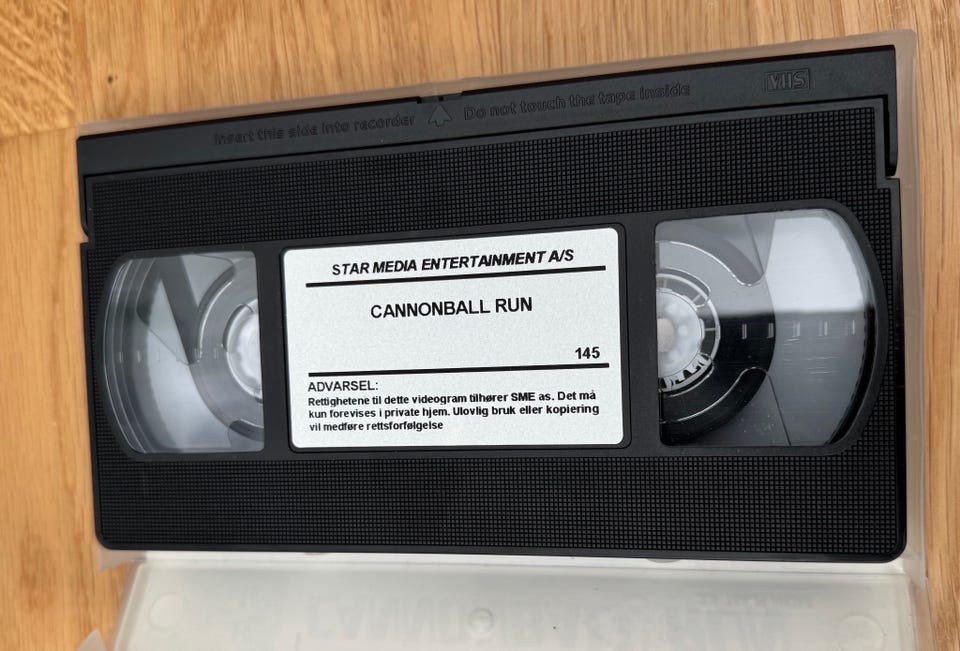 Insert this side into recorder
Do not touch the tape inside
VHS
STAR MEDIA ENTERTAINMENT A/S
CANNONBALL RUN
145
ADVARSEL:
Rettighetene til dette videogram tilhører SME as. Det må
kun forevises i private hjem. Ulovlig bruk eller kopiering
vil medføre rettsforfølgelse